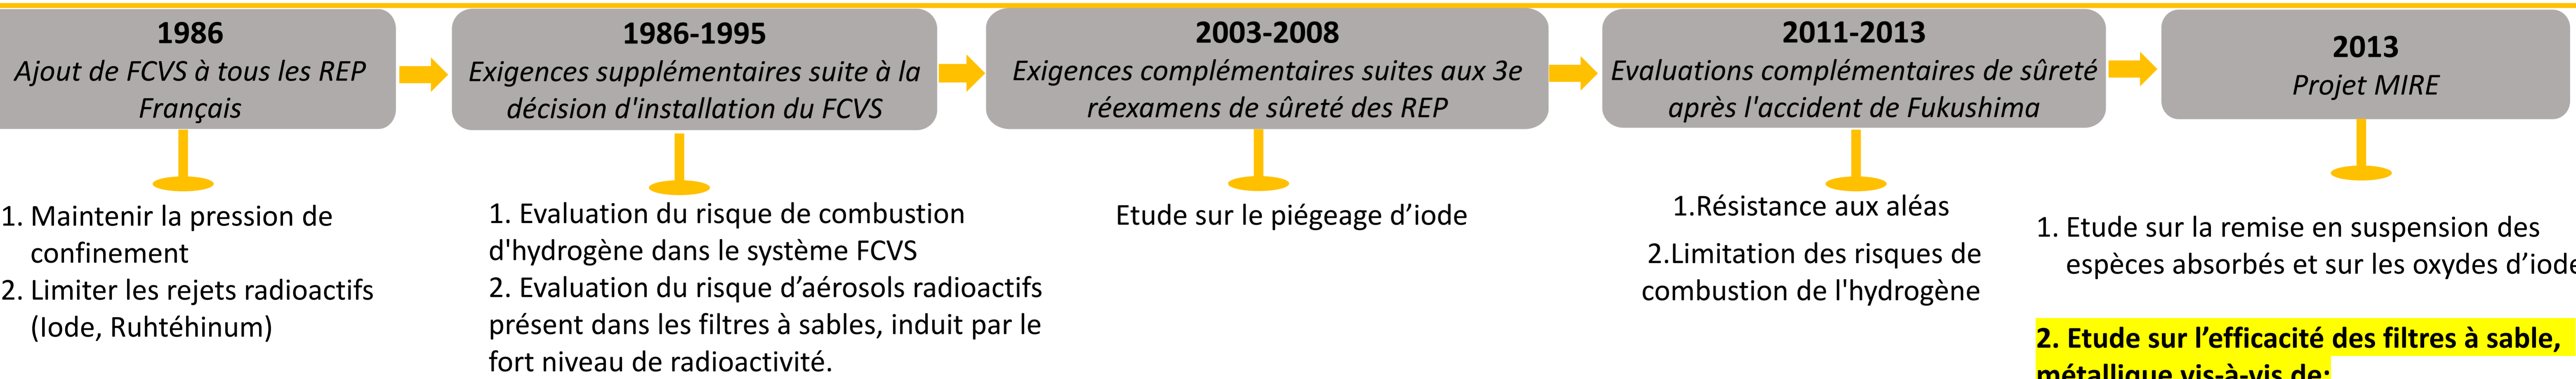 1986
Ajout de FCVS à tous les REP
Français
1. Maintenir la pression de
confinement
2. Limiter les rejets radioactifs
(Iode, Ruhtéhinum)
1986-1995
Exigences supplémentaires suite à la
décision d'installation du FCVS
1. Evaluation du risque de combustion
d'hydrogène dans le système FCVS
2. Evaluation du risque d’aérosols radioactifs
présent dans les filtres à sables, induit par le
fort niveau de radioactivité.
2003-2008
Exigences complémentaires suites aux 3e
réexamens de sûreté des REP
Etude sur le piégeage d’iode
2011-2013
Evaluations complémentaires de sûreté
après l'accident de Fukushima
1.Résistance aux aléas
2.Limitation des risques de
combustion de l'hydrogène
2013
Projet MIRE
1. Etude sur la remise en suspension des
espèces absorbés et sur les oxydes d’iode
2. Etude sur l’efficacité des filtres à sable,
métallique vis-à-vis de: